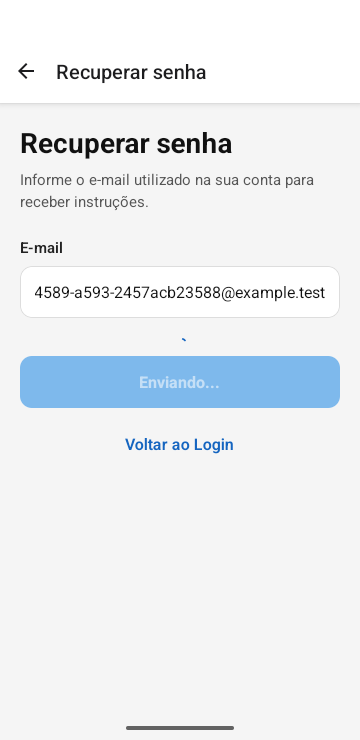 Recuperar senha
Recuperar senha
Informe o e-mail utilizado na sua conta para
receber instruções.
E-mail
4589-a593-2457acb23588@example.test
Enviando...
Voltar ao Login